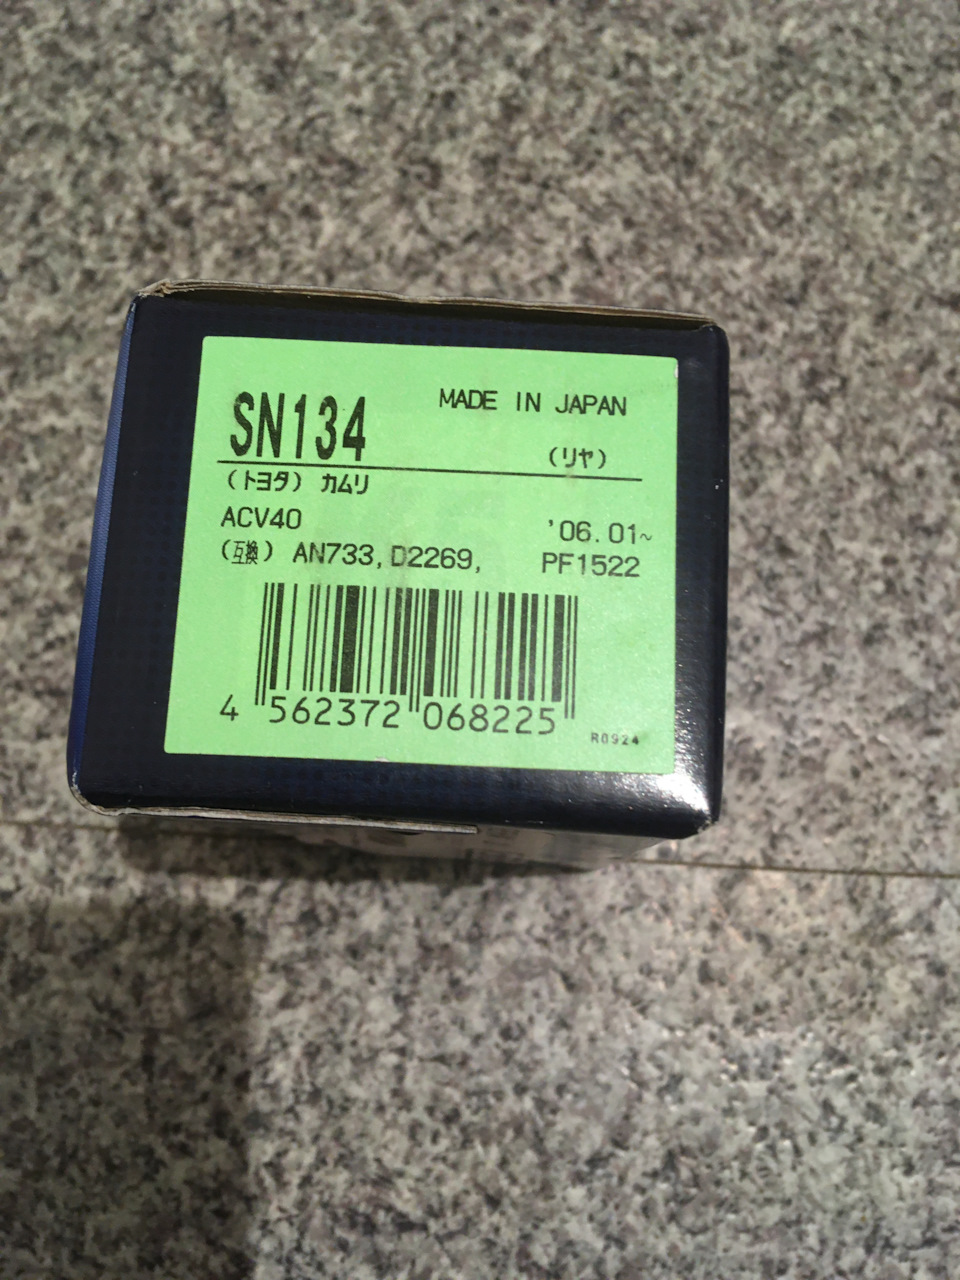 SN134
MADE IN JAPAN
(リヤ)
(トヨタ) カムリ
ACV40 '06.01~
(互換) AN733, D2269, PF1522
4 562372 068225
R0924